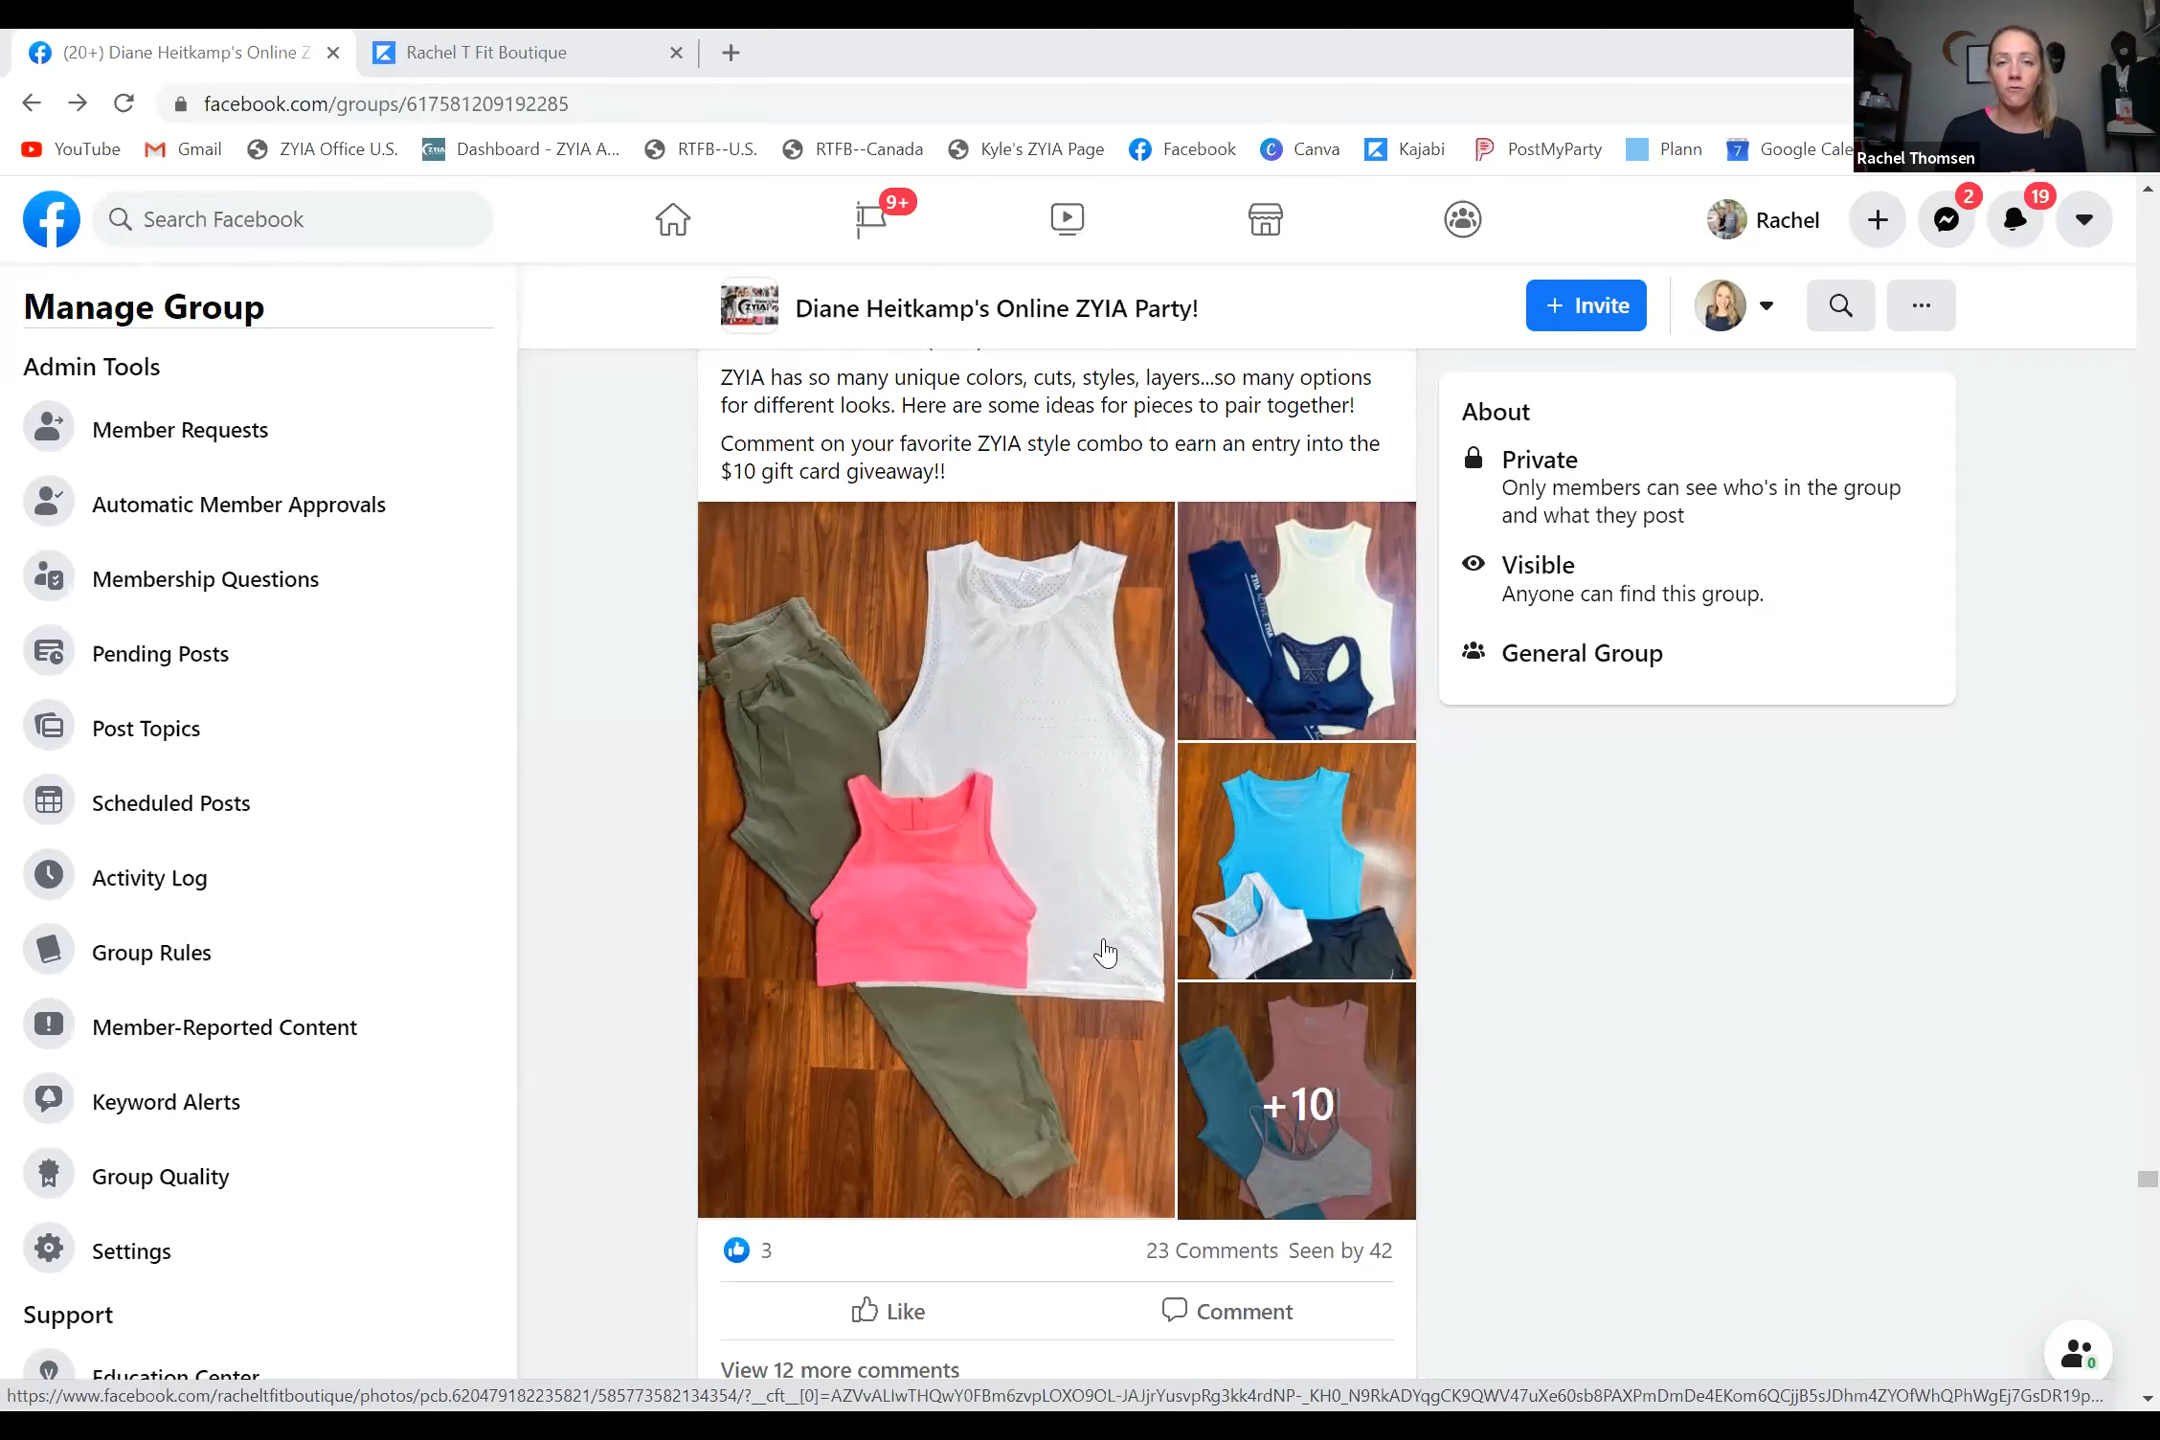 (20+) Diane Heitkamp's Online Z
Rachel T Fit Boutique
facebook.com/groups/617581209192285
YouTube
Gmail
ZYIA Office U.S.
Dashboard - ZYIA A...
RTFB--U.S.
RTFB--Canada
Kyle's ZYIA Page
Facebook
Canva
Kajabi
PostMyParty
Plann
Google Cale
Rachel Thomsen
Search Facebook
9+
Rachel
2
19
Manage Group
Diane Heitkamp's Online ZYIA Party!
Invite
Admin Tools
Member Requests
Automatic Member Approvals
Membership Questions
Pending Posts
Post Topics
Scheduled Posts
Activity Log
Group Rules
Member-Reported Content
Keyword Alerts
Group Quality
Settings
Support
Education Center
ZYIA has so many unique colors, cuts, styles, layers...so many options
for different looks. Here are some ideas for pieces to pair together!
Comment on your favorite ZYIA style combo to earn an entry into the
$10 gift card giveaway!!
+10
3
23 Comments Seen by 42
Like
Comment
View 12 more comments
About
Private
Only members can see who's in the group
and what they post
Visible
Anyone can find this group.
General Group
0